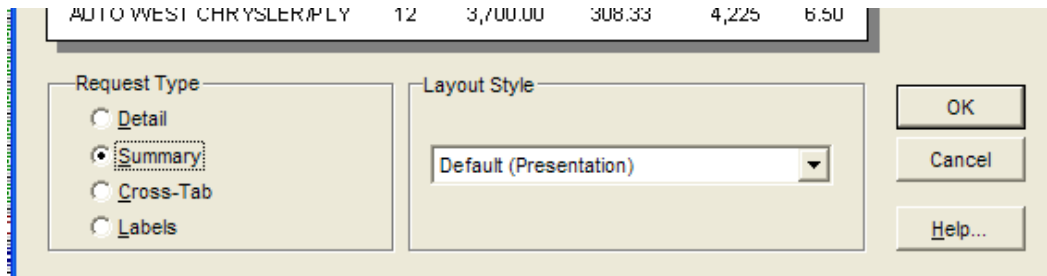 AUTO WEST CHRYSLER/PLY 12 3,700.00 308.33 4,225 6.50
Request Type
Detail
Summary
Cross-Tab
Labels
Layout Style
Default (Presentation)
OK
Cancel
Help...